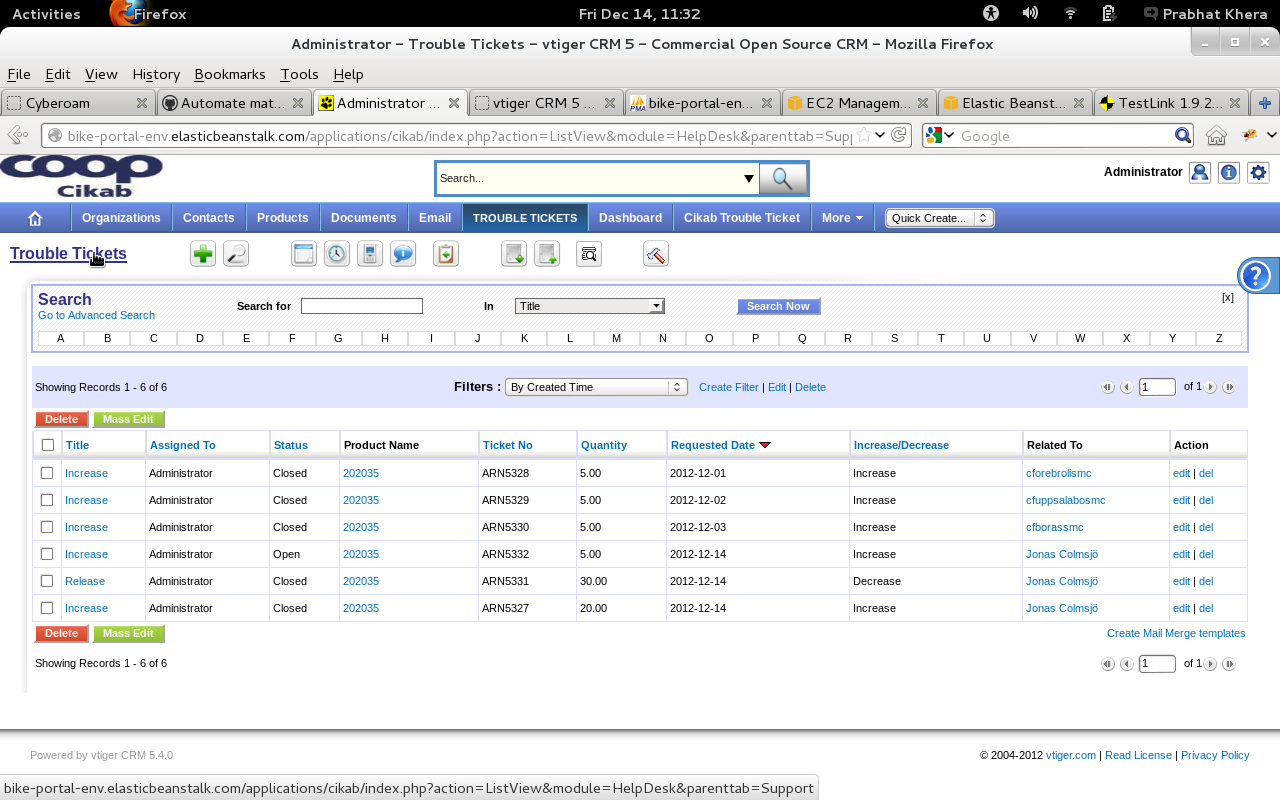 Activities Firefox Fri Dec 14, 11:32 Prabhat Khera
Administrator – Trouble Tickets – vtiger CRM 5 – Commercial Open Source CRM – Mozilla Firefox
File Edit View History Bookmarks Tools Help
Cyberoam Automate mat... Administrator ... vtiger CRM 5 ... bike-portal-en... EC2 Managem... Elastic Beanst... TestLink 1.9.2...
bike-portal-env.elasticbeanstalk.com/applications/cikab/index.php?action=ListView&module=HelpDesk&parenttab=Supp Google
coop
Cikab
Search...
Administrator
Organizations Contacts Products Documents Email TROUBLE TICKETS Dashboard Cikab Trouble Ticket More Quick Create...
Trouble Tickets
?
Search
[x]
Go to Advanced Search
Search for In Title Search Now
A B C D E F G H I J K L M N O P Q R S T U V W X Y Z
Showing Records 1 - 6 of 6 Filters : By Created Time Create Filter | Edit | Delete 1 of 1
Delete Mass Edit
Title Assigned To Status Product Name Ticket No Quantity Requested Date Increase/Decrease Related To Action
Increase Administrator Closed 202035 ARN5328 5.00 2012-12-01 Increase cforebrolismc edit | del
Increase Administrator Closed 202035 ARN5329 5.00 2012-12-02 Increase cfuppsalabosmc edit | del
Increase Administrator Closed 202035 ARN5330 5.00 2012-12-03 Increase cfborassmc edit | del
Increase Administrator Open 202035 ARN5332 5.00 2012-12-14 Increase Jonas Colmsjö edit | del
Release Administrator Closed 202035 ARN5331 30.00 2012-12-14 Decrease Jonas Colmsjö edit | del
Increase Administrator Closed 202035 ARN5327 20.00 2012-12-14 Increase Jonas Colmsjö edit | del
Delete Mass Edit Create Mail Merge templates
Showing Records 1 - 6 of 6 1 of 1
Powered by vtiger CRM 5.4.0 © 2004-2012 vtiger.com | Read License | Privacy Policy
bike-portal-env.elasticbeanstalk.com/applications/cikab/index.php?action=ListView&module=HelpDesk&parenttab=Support